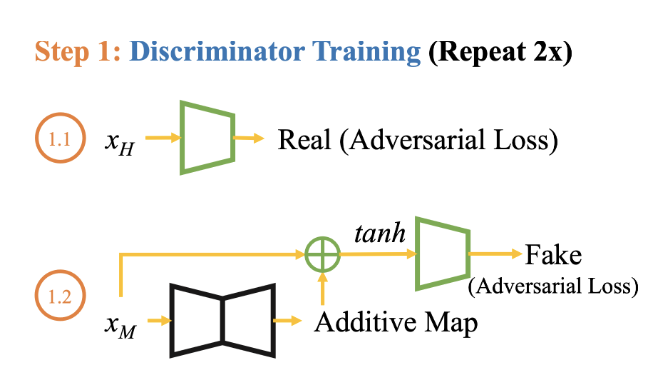 Step 1: Discriminator Training (Repeat 2x)
1.1 x_H Real (Adversarial Loss)
tanh
Fake
(Adversarial Loss)
1.2
x_M Additive Map